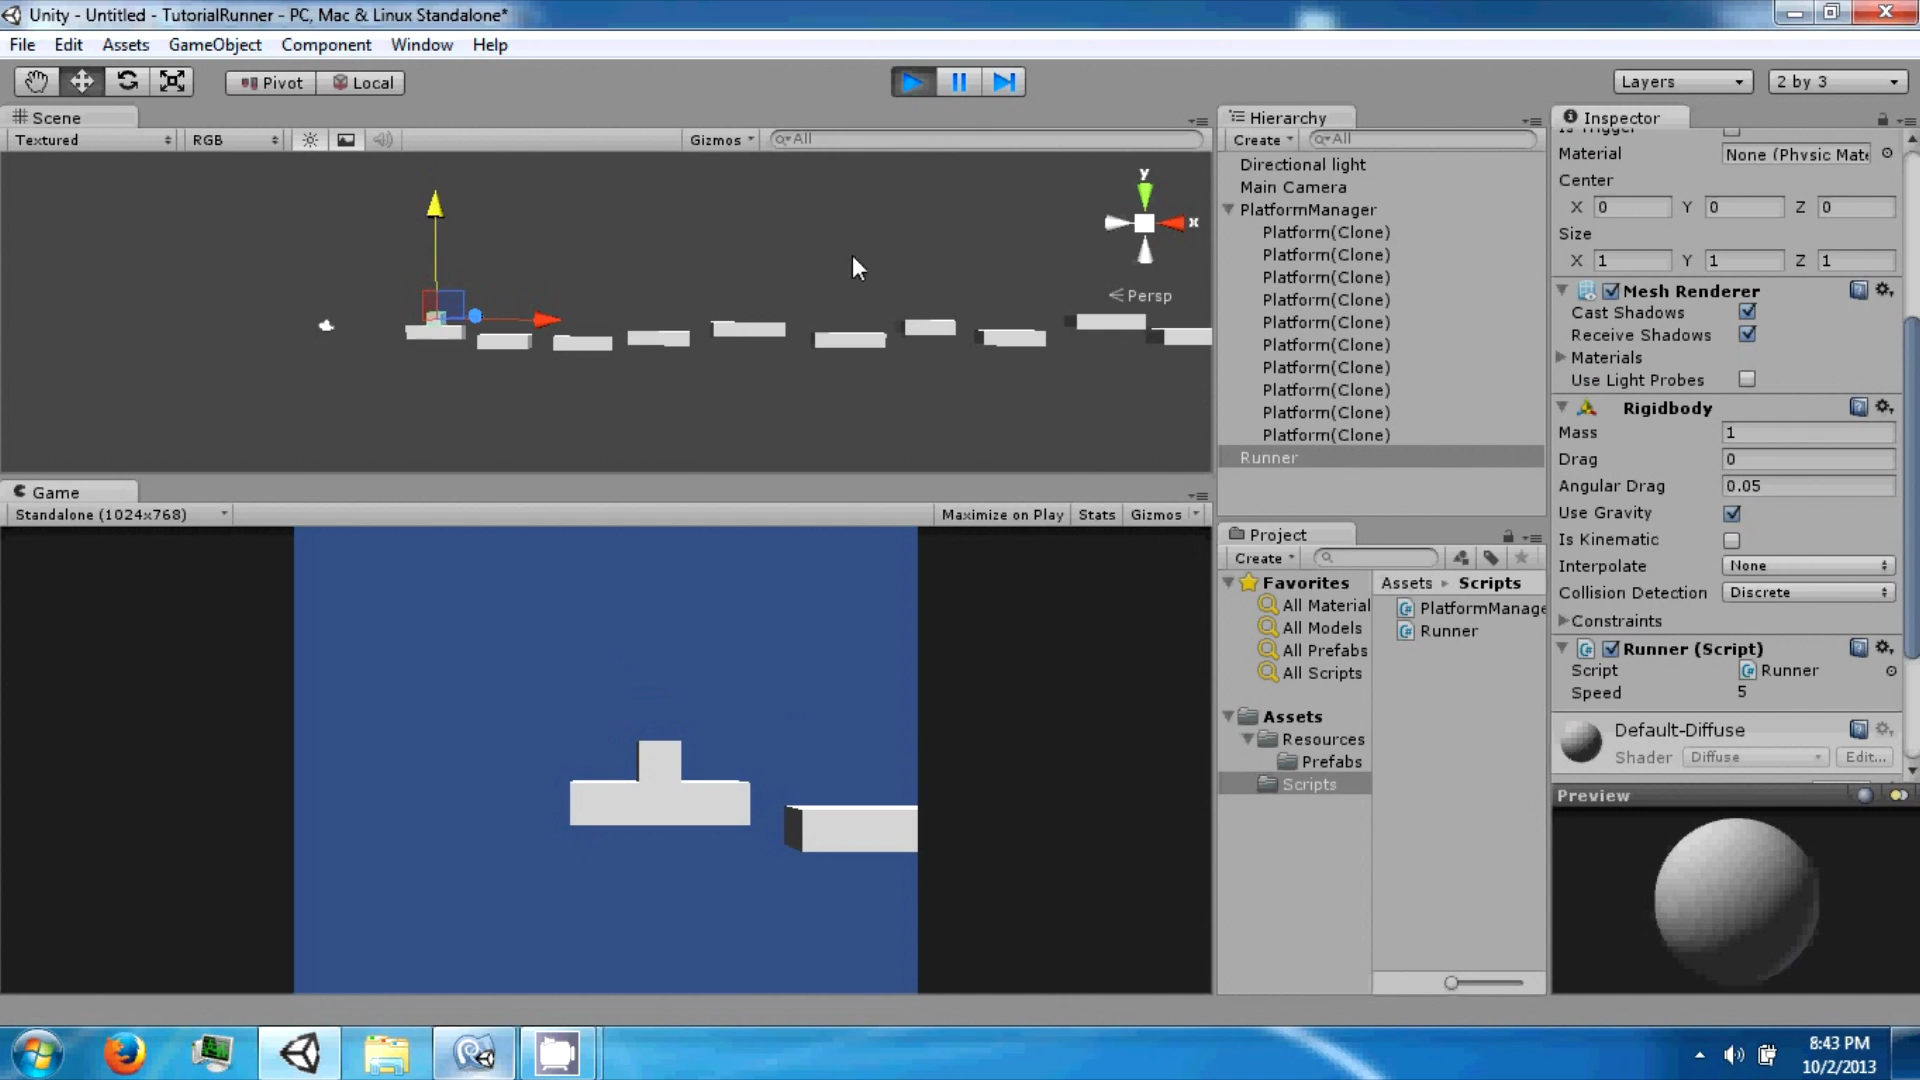 Unity - Untitled - TutorialRunner - PC, Mac & Linux Standalone*
File Edit Assets GameObject Component Window Help
Pivot Local
Layers 2 by 3
Scene
Textured RGB Gizmos All
y
x
Persp
Game
Standalone (1024x768) Maximize on Play Stats Gizmos
Hierarchy
Create All
Directional light
Main Camera
PlatformManager
Platform(Clone)
Platform(Clone)
Platform(Clone)
Platform(Clone)
Platform(Clone)
Platform(Clone)
Platform(Clone)
Platform(Clone)
Platform(Clone)
Platform(Clone)
Runner
Project
Create
Favorites
All Material
All Models
All Prefabs
All Scripts
Assets
Resources
Prefabs
Scripts
Assets Scripts
PlatformManage
Runner
Inspector
Is Trigger
Material None (Physic Mate
Center
X 0 Y 0 Z 0
Size
X 1 Y 1 Z 1
Mesh Renderer
Cast Shadows
Receive Shadows
Materials
Use Light Probes
Rigidbody
Mass 1
Drag 0
Angular Drag 0.05
Use Gravity
Is Kinematic
Interpolate None
Collision Detection Discrete
Constraints
Runner (Script)
Script Runner
Speed 5
Default-Diffuse
Shader Diffuse Edit...
Preview
8:43 PM
10/2/2013